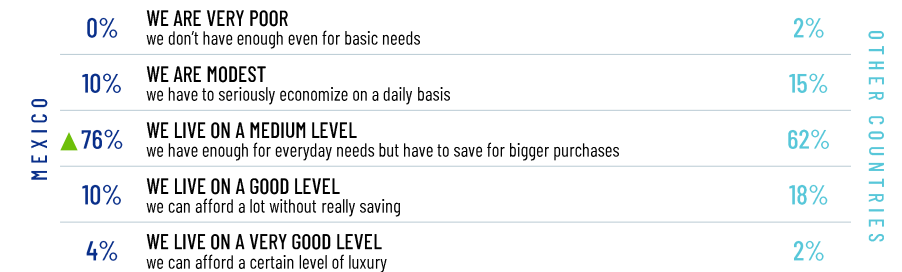 MEXICO
OTHER COUNTRIES
0% WE ARE VERY POOR 2%
we don't have enough even for basic needs
10% WE ARE MODEST 15%
we have to seriously economize on a daily basis
▲76% WE LIVE ON A MEDIUM LEVEL 62%
we have enough for everyday needs but have to save for bigger purchases
10% WE LIVE ON A GOOD LEVEL 18%
we can afford a lot without really saving
4% WE LIVE ON A VERY GOOD LEVEL 2%
we can afford a certain level of luxury